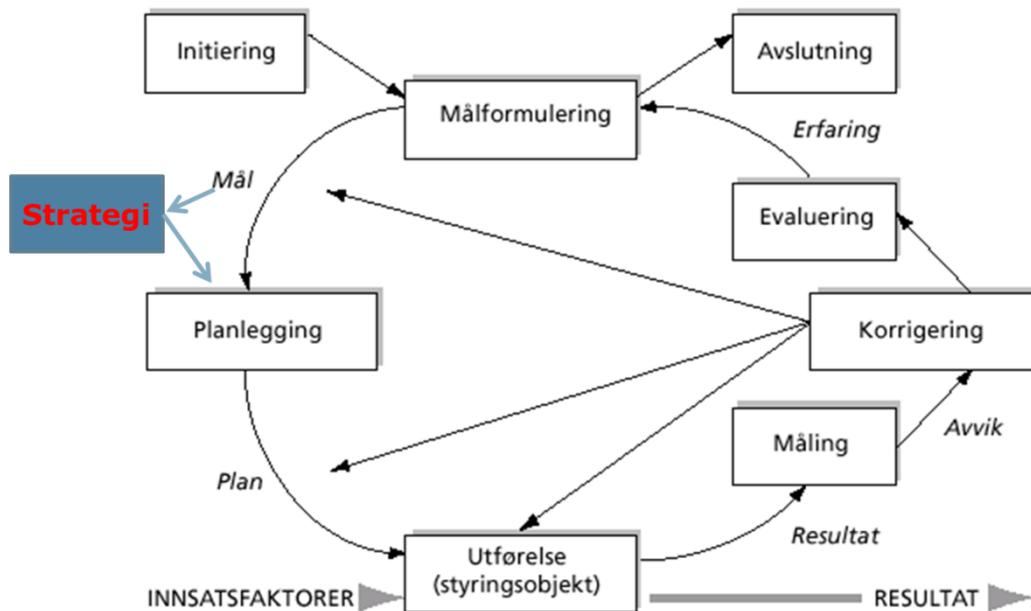 Initiering
Avslutning
Målformulering
Erfaring
Mål
Strategi
Evaluering
Planlegging
Korrigering
Måling
Avvik
Plan
Resultat
Utførelse
(styringsobjekt)
INNSATSFAKTORER
RESULTAT